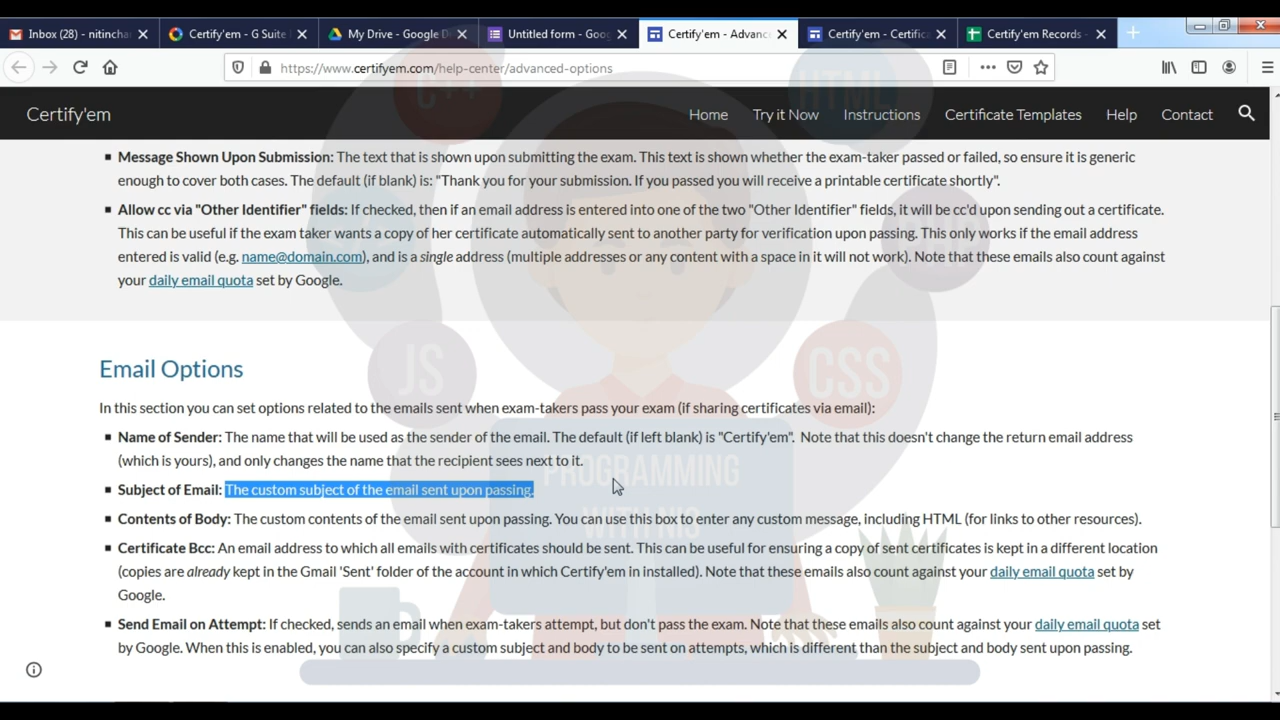 Inbox (28) - nitinchar
Certify'em - G Suite
My Drive - Google D
Untitled form - Goog
Certify'em - Advance
Certify'em - Certifica
Certify'em Records -
https://www.certifyem.com/help-center/advanced-options
Certify'em
Home Try it Now Instructions Certificate Templates Help Contact
▪ Message Shown Upon Submission: The text that is shown upon submitting the exam. This text is shown whether the exam-taker passed or failed, so ensure it is generic
enough to cover both cases. The default (if blank) is: "Thank you for your submission. If you passed you will receive a printable certificate shortly".
▪ Allow cc via "Other Identifier" fields: If checked, then if an email address is entered into one of the two "Other Identifier" fields, it will be cc'd upon sending out a certificate.
This can be useful if the exam taker wants a copy of her certificate automatically sent to another party for verification upon passing. This only works if the email address
entered is valid (e.g. name@domain.com), and is a single address (multiple addresses or any content with a space in it will not work). Note that these emails also count against
your daily email quota set by Google.
Email Options
In this section you can set options related to the emails sent when exam-takers pass your exam (if sharing certificates via email):
▪ Name of Sender: The name that will be used as the sender of the email. The default (if left blank) is "Certify'em". Note that this doesn't change the return email address
(which is yours), and only changes the name that the recipient sees next to it.
▪ Subject of Email: The custom subject of the email sent upon passing.
▪ Contents of Body: The custom contents of the email sent upon passing. You can use this box to enter any custom message, including HTML (for links to other resources).
▪ Certificate Bcc: An email address to which all emails with certificates should be sent. This can be useful for ensuring a copy of sent certificates is kept in a different location
(copies are already kept in the Gmail 'Sent' folder of the account in which Certify'em in installed). Note that these emails also count against your daily email quota set by
Google.
▪ Send Email on Attempt: If checked, sends an email when exam-takers attempt, but don't pass the exam. Note that these emails also count against your daily email quota set
by Google. When this is enabled, you can also specify a custom subject and body to be sent on attempts, which is different than the subject and body sent upon passing.
C++
HTML
PHP
JS
CSS
PROGRAMMING
WITH NIS